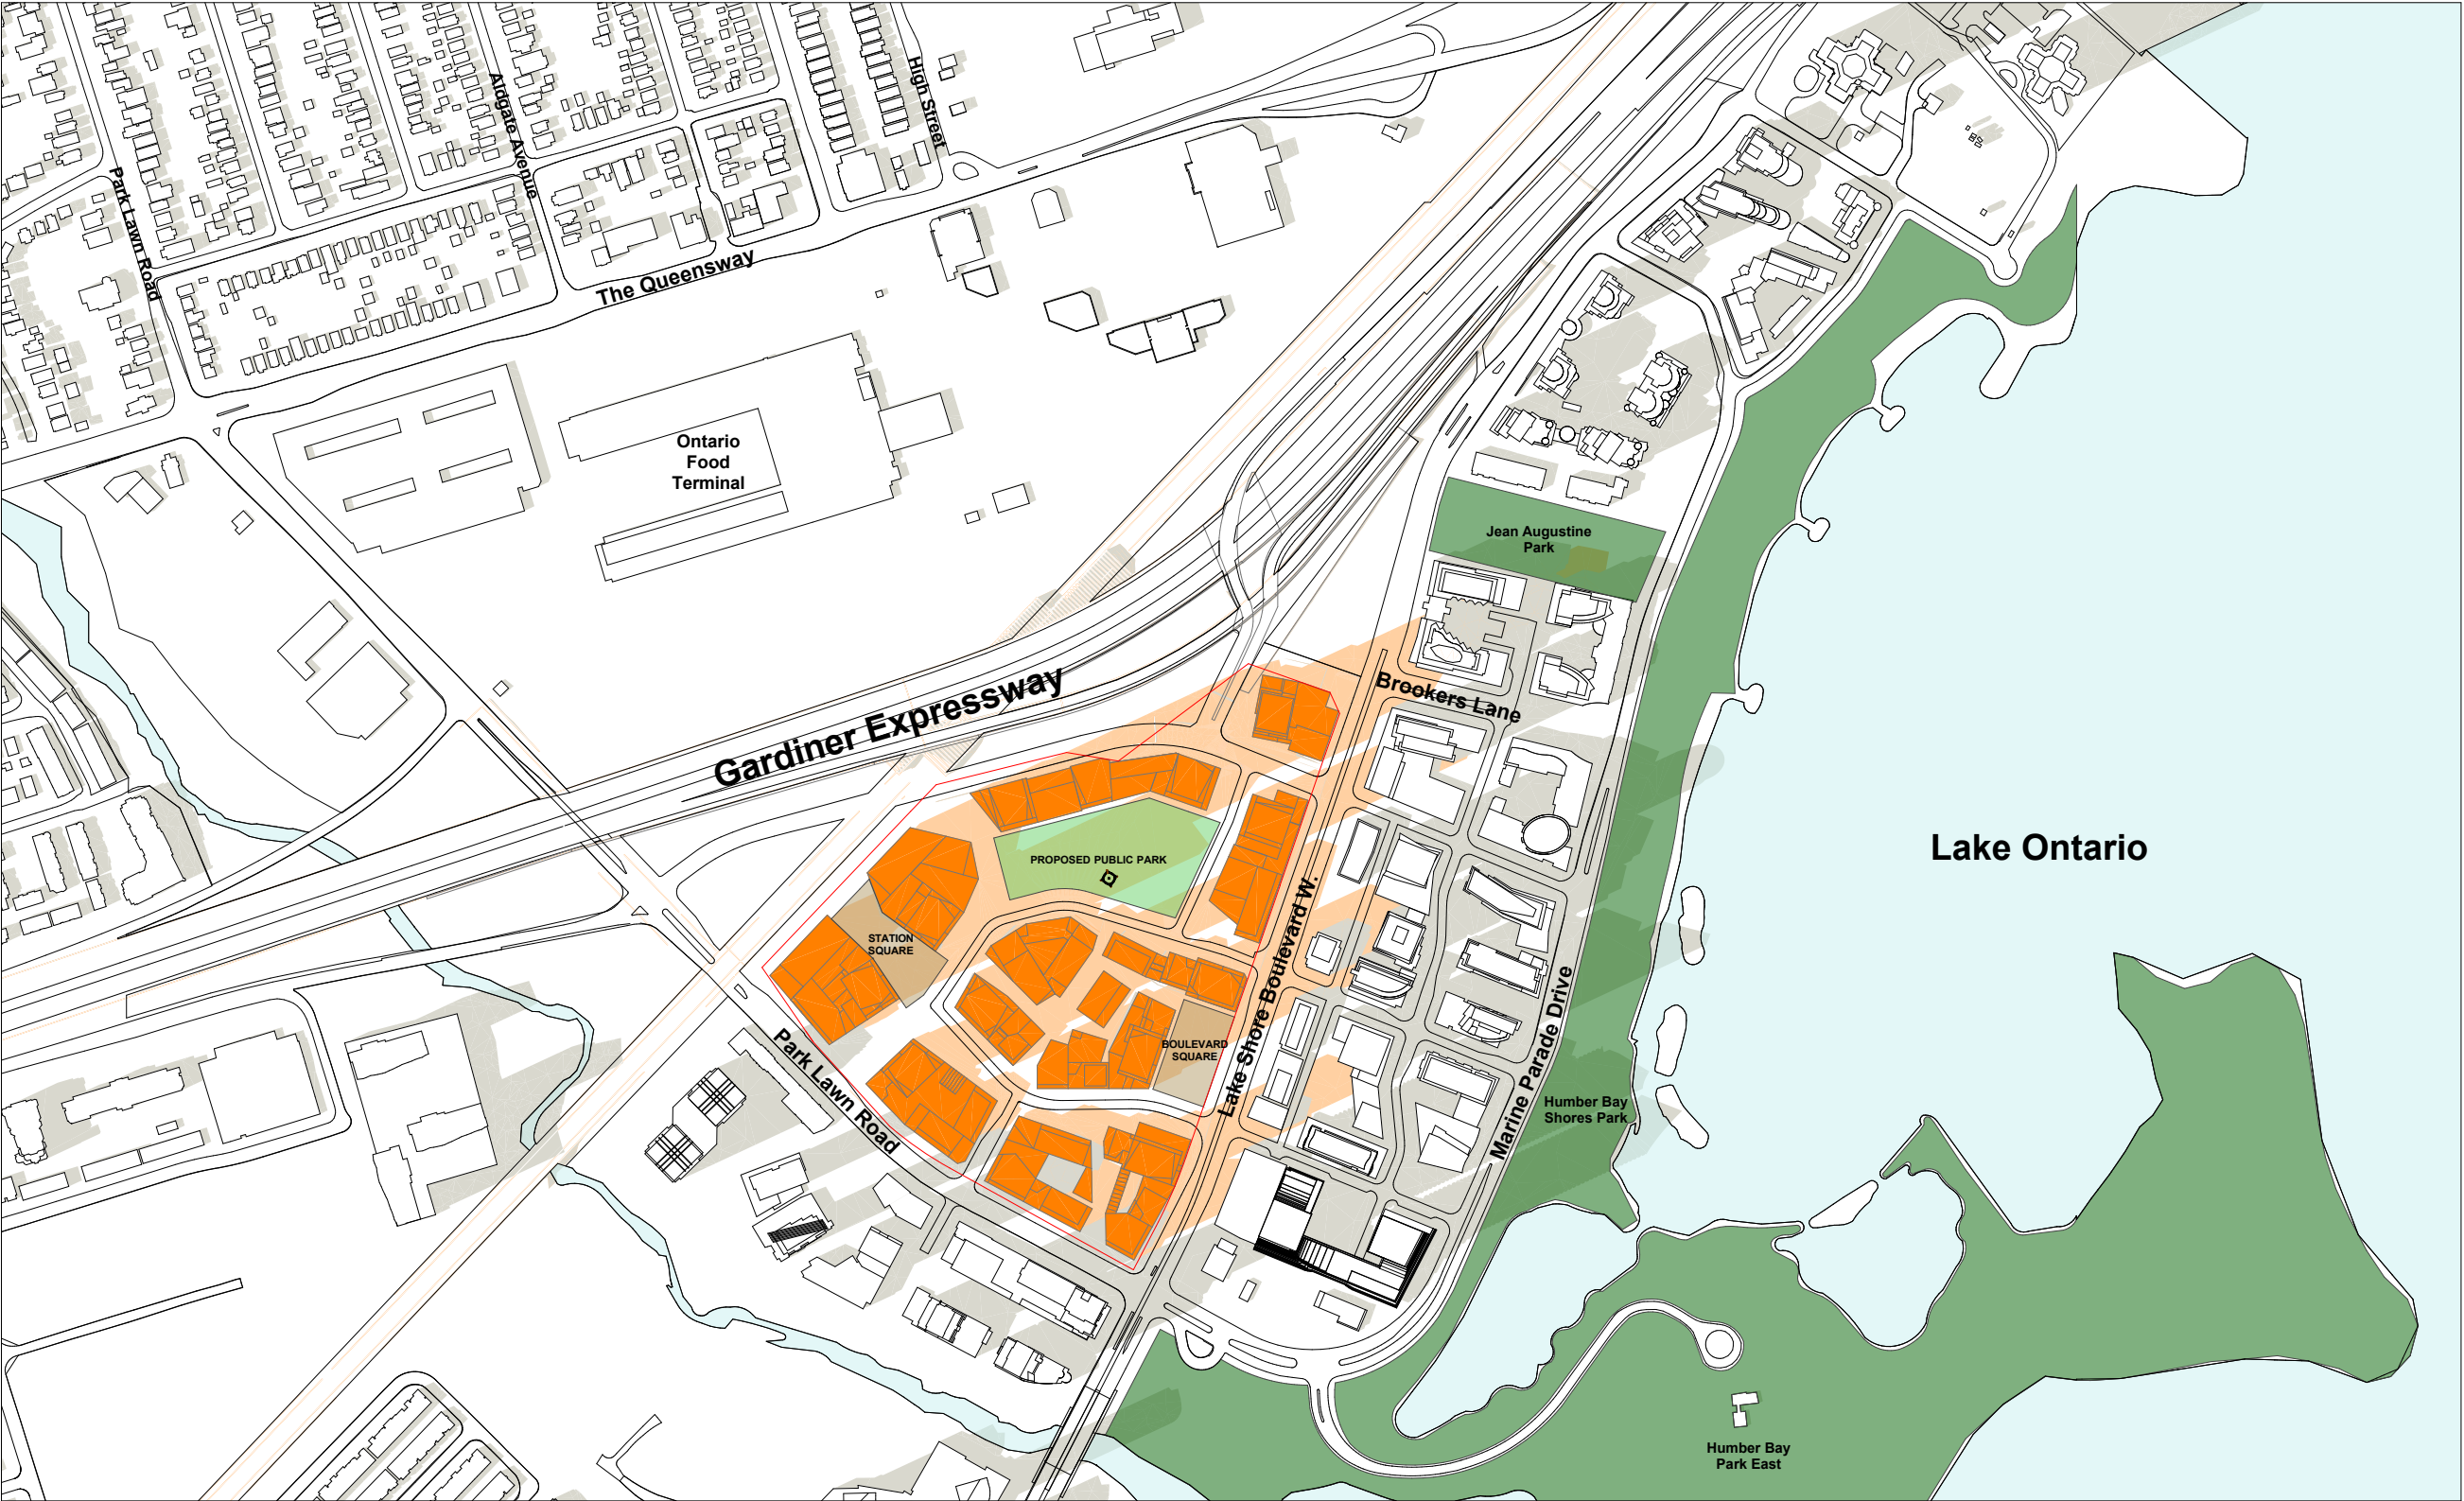 High Street
Aldgate Avenue
Park Lawn Road
The Queensway
Ontario
Food
Terminal
Jean Augustine
Park
Gardiner Expressway
Brookers Lane
Lake Ontario
PROPOSED PUBLIC PARK
STATION
SQUARE
Lake Shore Boulevard W.
BOULEVARD
SQUARE
Park Lawn Road
Marine Parade Drive
Humber Bay
Shores Park
Humber Bay
Park East